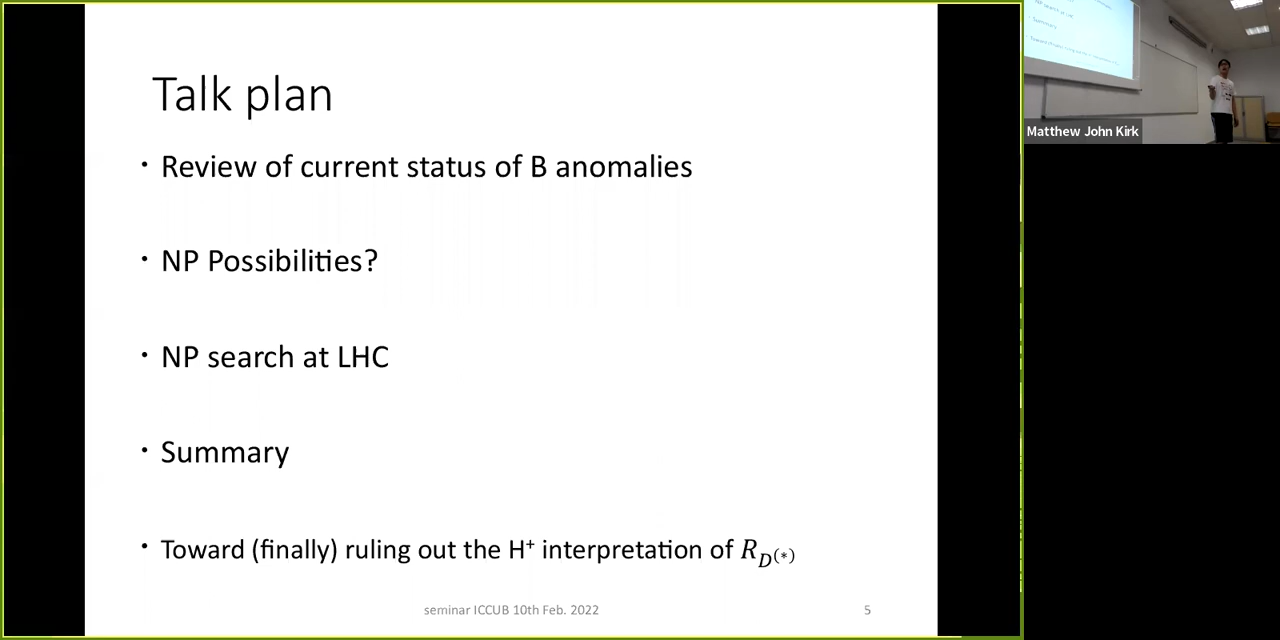 Talk plan
• Review of current status of B anomalies
• NP Possibilities?
• NP search at LHC
• Summary
• Toward (finally) ruling out the H⁺ interpretation of R_{D^{(*)}}
seminar ICCUB 10th Feb. 2022
5
Matthew John Kirk